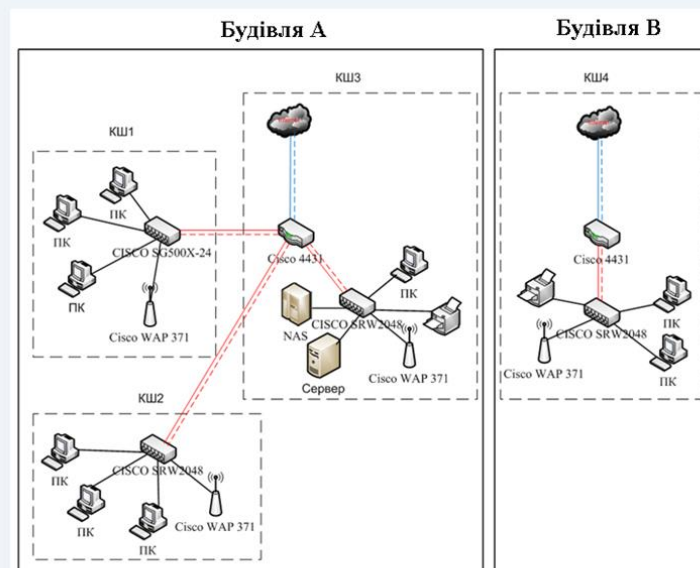 Будівля А
Будівля В
КШ3
КШ4
КШ1
ПК
ПК
CISCO SG500X-24
ПК
Cisco WAP 371
Cisco 4431
ПК
NAS
CISCO SRW2048
Cisco WAP 371
Сервер
Cisco 4431
ПК
CISCO SRW2048
Cisco WAP 371
ПК
КШ2
CISCO SRW2048
ПК
ПК
ПК
Cisco WAP 371